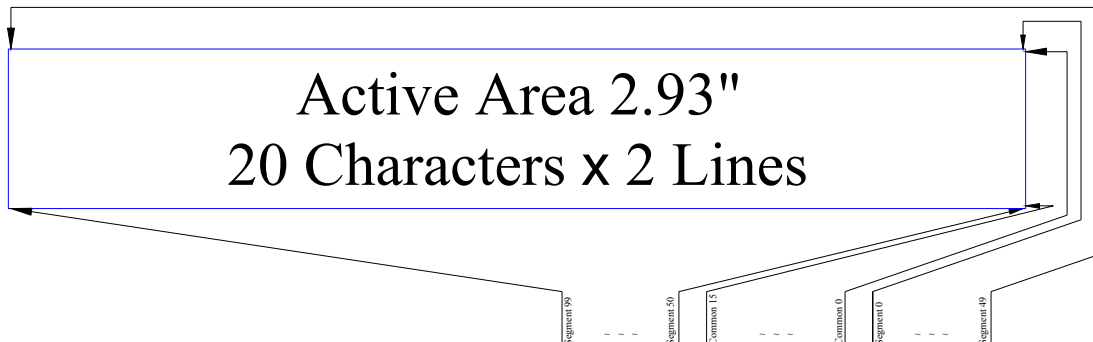 Active Area 2.93"
20 Characters x 2 Lines
Segment 99
~ ~ ~
Segment 50
Common 15
~ ~ ~
Common 0
Segment 0
~ ~ ~
Segment 49